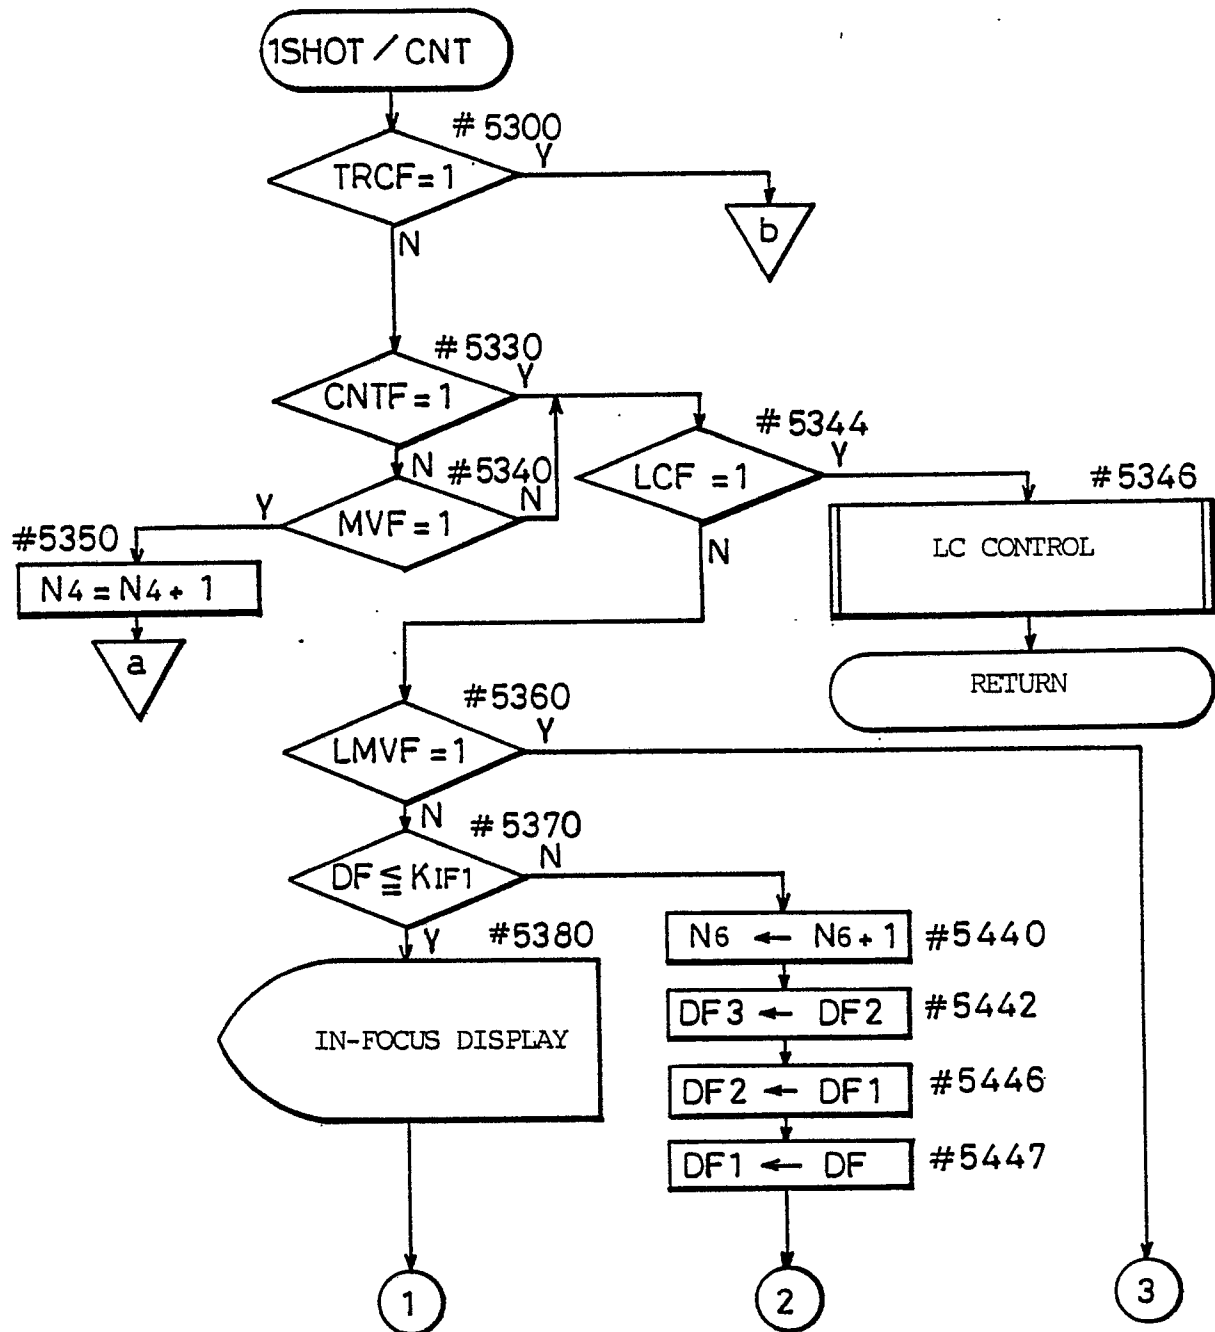 1SHOT / CNT
#5300
TRCF=1
Y
N
b
#5330
CNTF=1
Y
N
#5340
MVF=1
Y
N
#5350
N4=N4+1
a
#5344
LCF=1
Y
N
#5346
LC CONTROL
RETURN
#5360
LMVF=1
Y
N
#5370
DF≦KIF1
N
Y
#5380
IN-FOCUS DISPLAY
N6 ← N6+1 #5440
DF3 ← DF2 #5442
DF2 ← DF1 #5446
DF1 ← DF #5447
1
2
3